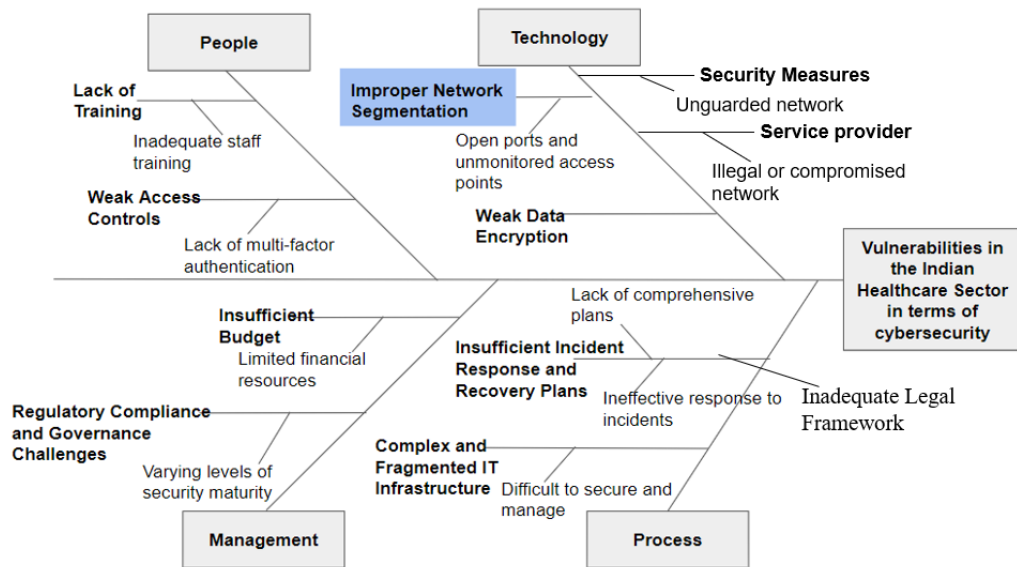 People
Technology
Lack of
Training
Inadequate staff
training
Weak Access
Controls
Lack of multi-factor
authentication
Improper Network
Segmentation
Open ports and
unmonitored access
points
Weak Data
Encryption
Security Measures
Unguarded network
Service provider
Illegal or compromised
network
Vulnerabilities in
the Indian
Healthcare Sector
in terms of
cybersecurity
Insufficient
Budget
Limited financial
resources
Regulatory Compliance
and Governance
Challenges
Varying levels of
security maturity
Lack of comprehensive
plans
Insufficient Incident
Response and
Recovery Plans
Ineffective response to
incidents
Inadequate Legal
Framework
Complex and
Fragmented IT
Infrastructure
Difficult to secure and
manage
Management
Process